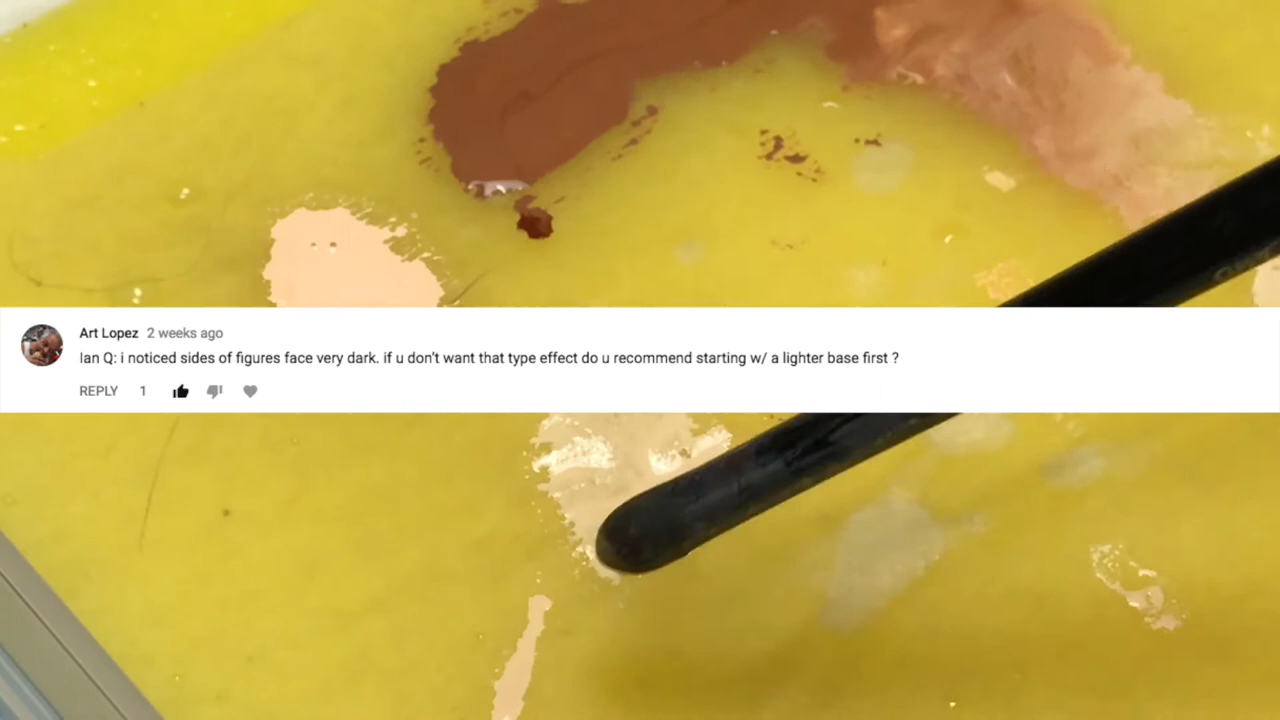 Art Lopez 2 weeks ago
Ian Q: i noticed sides of figures face very dark. if u don't want that type effect do u recommend starting w/ a lighter base first ?
REPLY 1